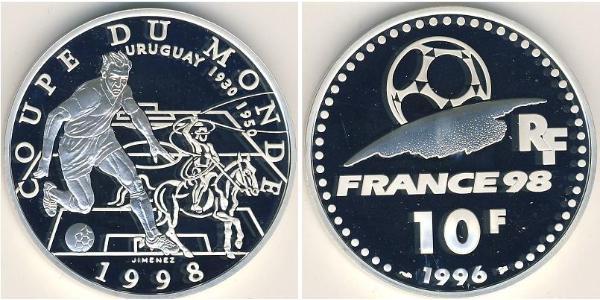 COUPE DU MONDE
URUGUAY 1930 1950
JIMENEZ
1998
RF
FRANCE 98
10F
1996